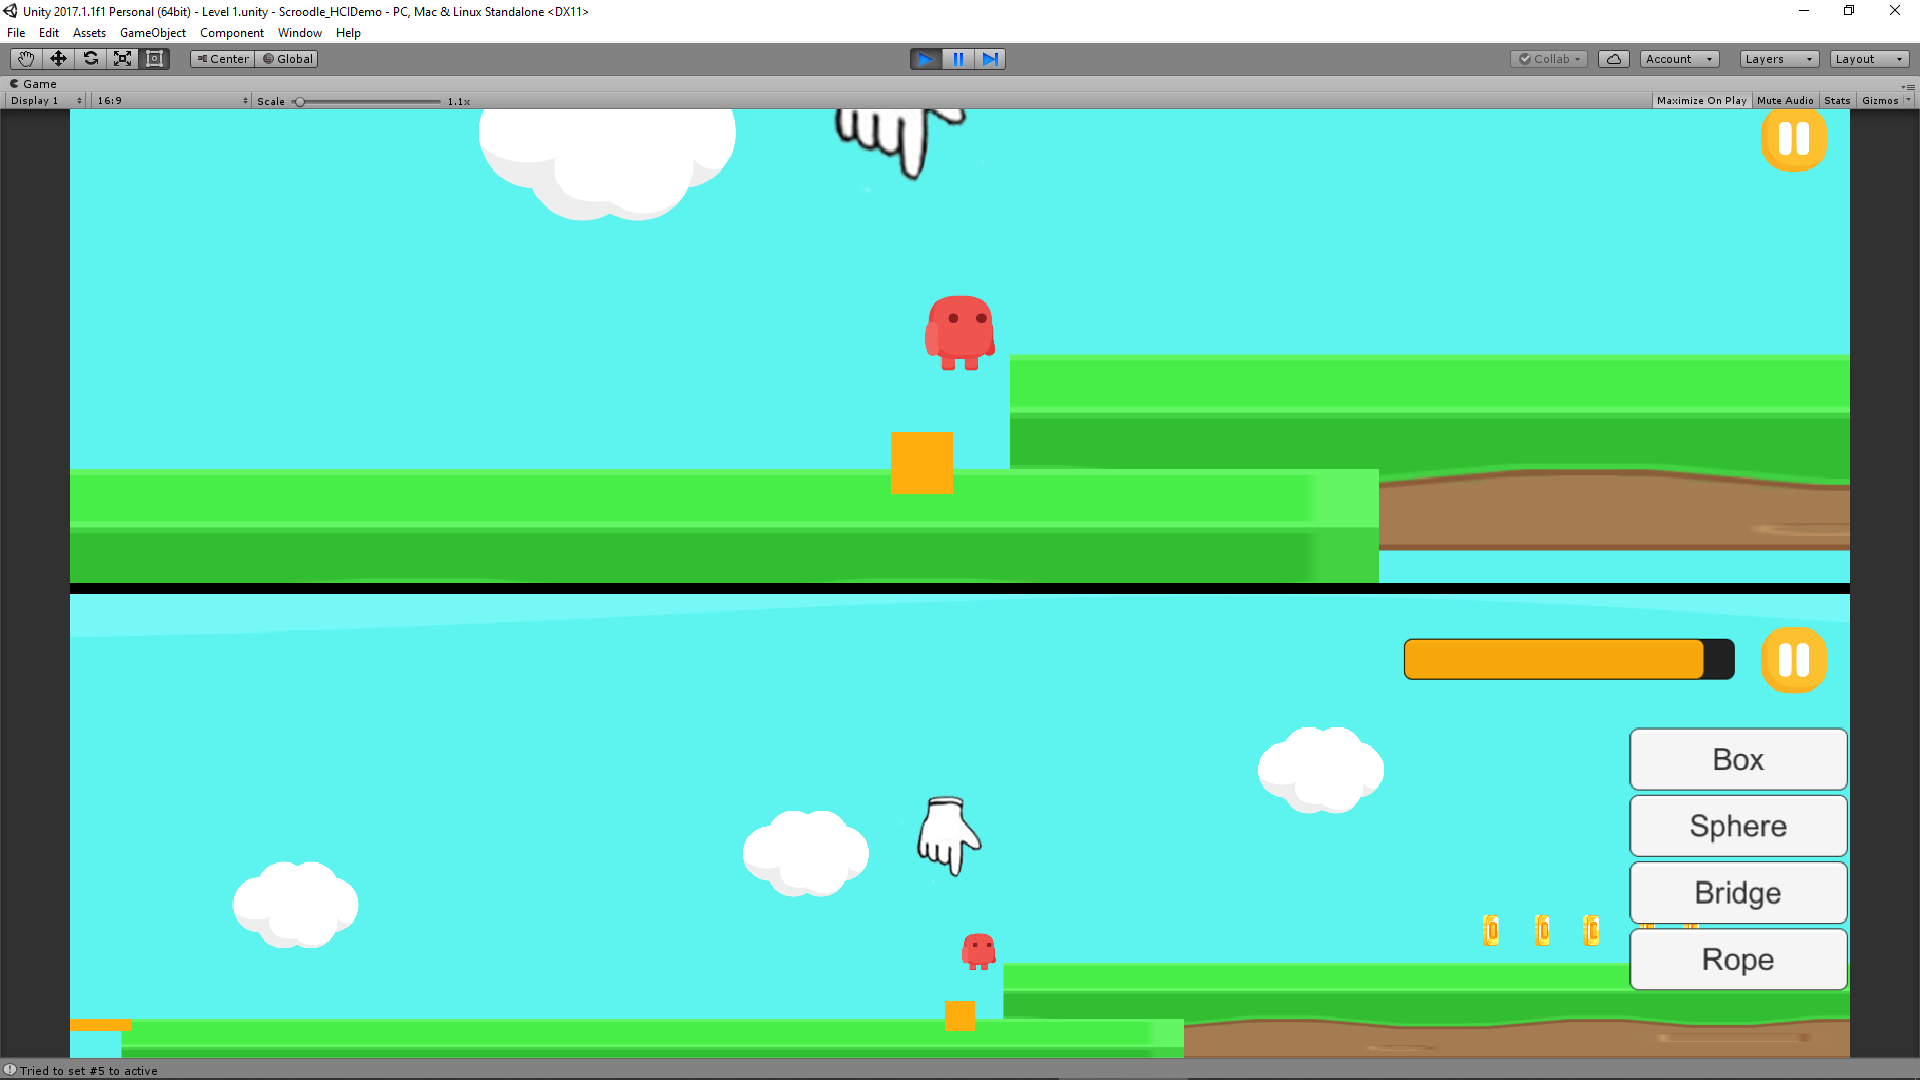 Unity 2017.1.1f1 Personal (64bit) - Level 1.unity - Scroodle_HCIDemo - PC, Mac & Linux Standalone <DX11>
File Edit Assets GameObject Component Window Help
Center Global Collab Account Layers Layout
Game
Display 1 16:9 Scale 1.1x Maximize On Play Mute Audio Stats Gizmos
Box
Sphere
Bridge
Rope
Tried to set #5 to active